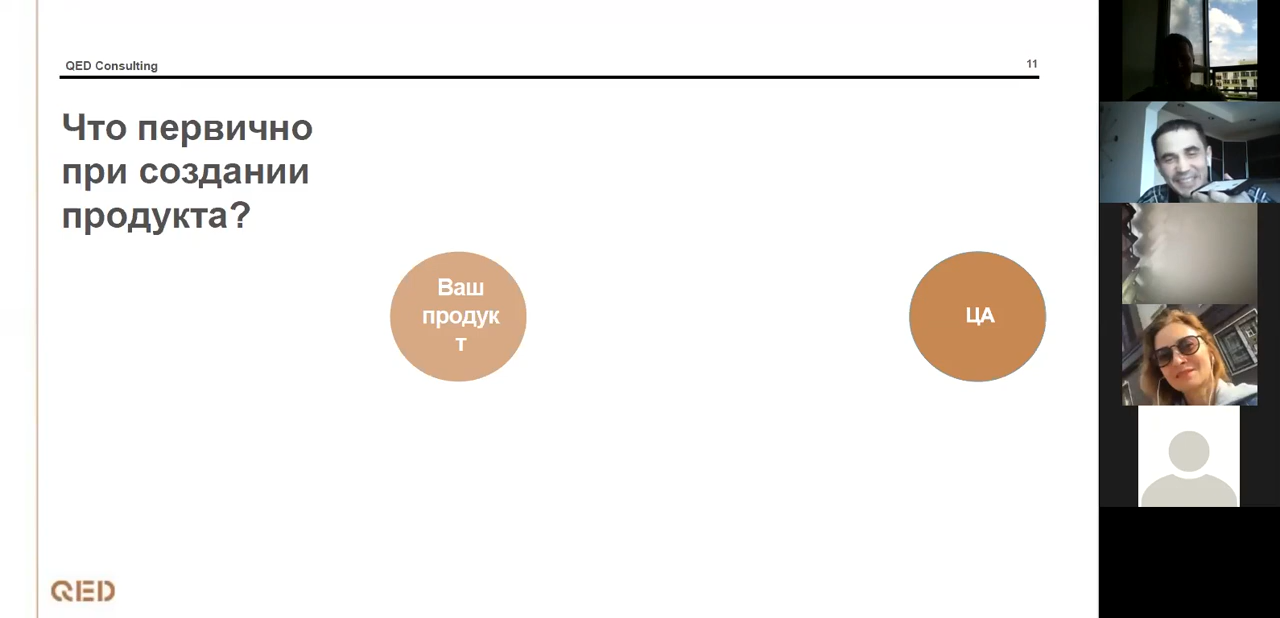 QED Consulting
11
Что первично
при создании
продукта?
Ваш
продук
т
ЦА
QED